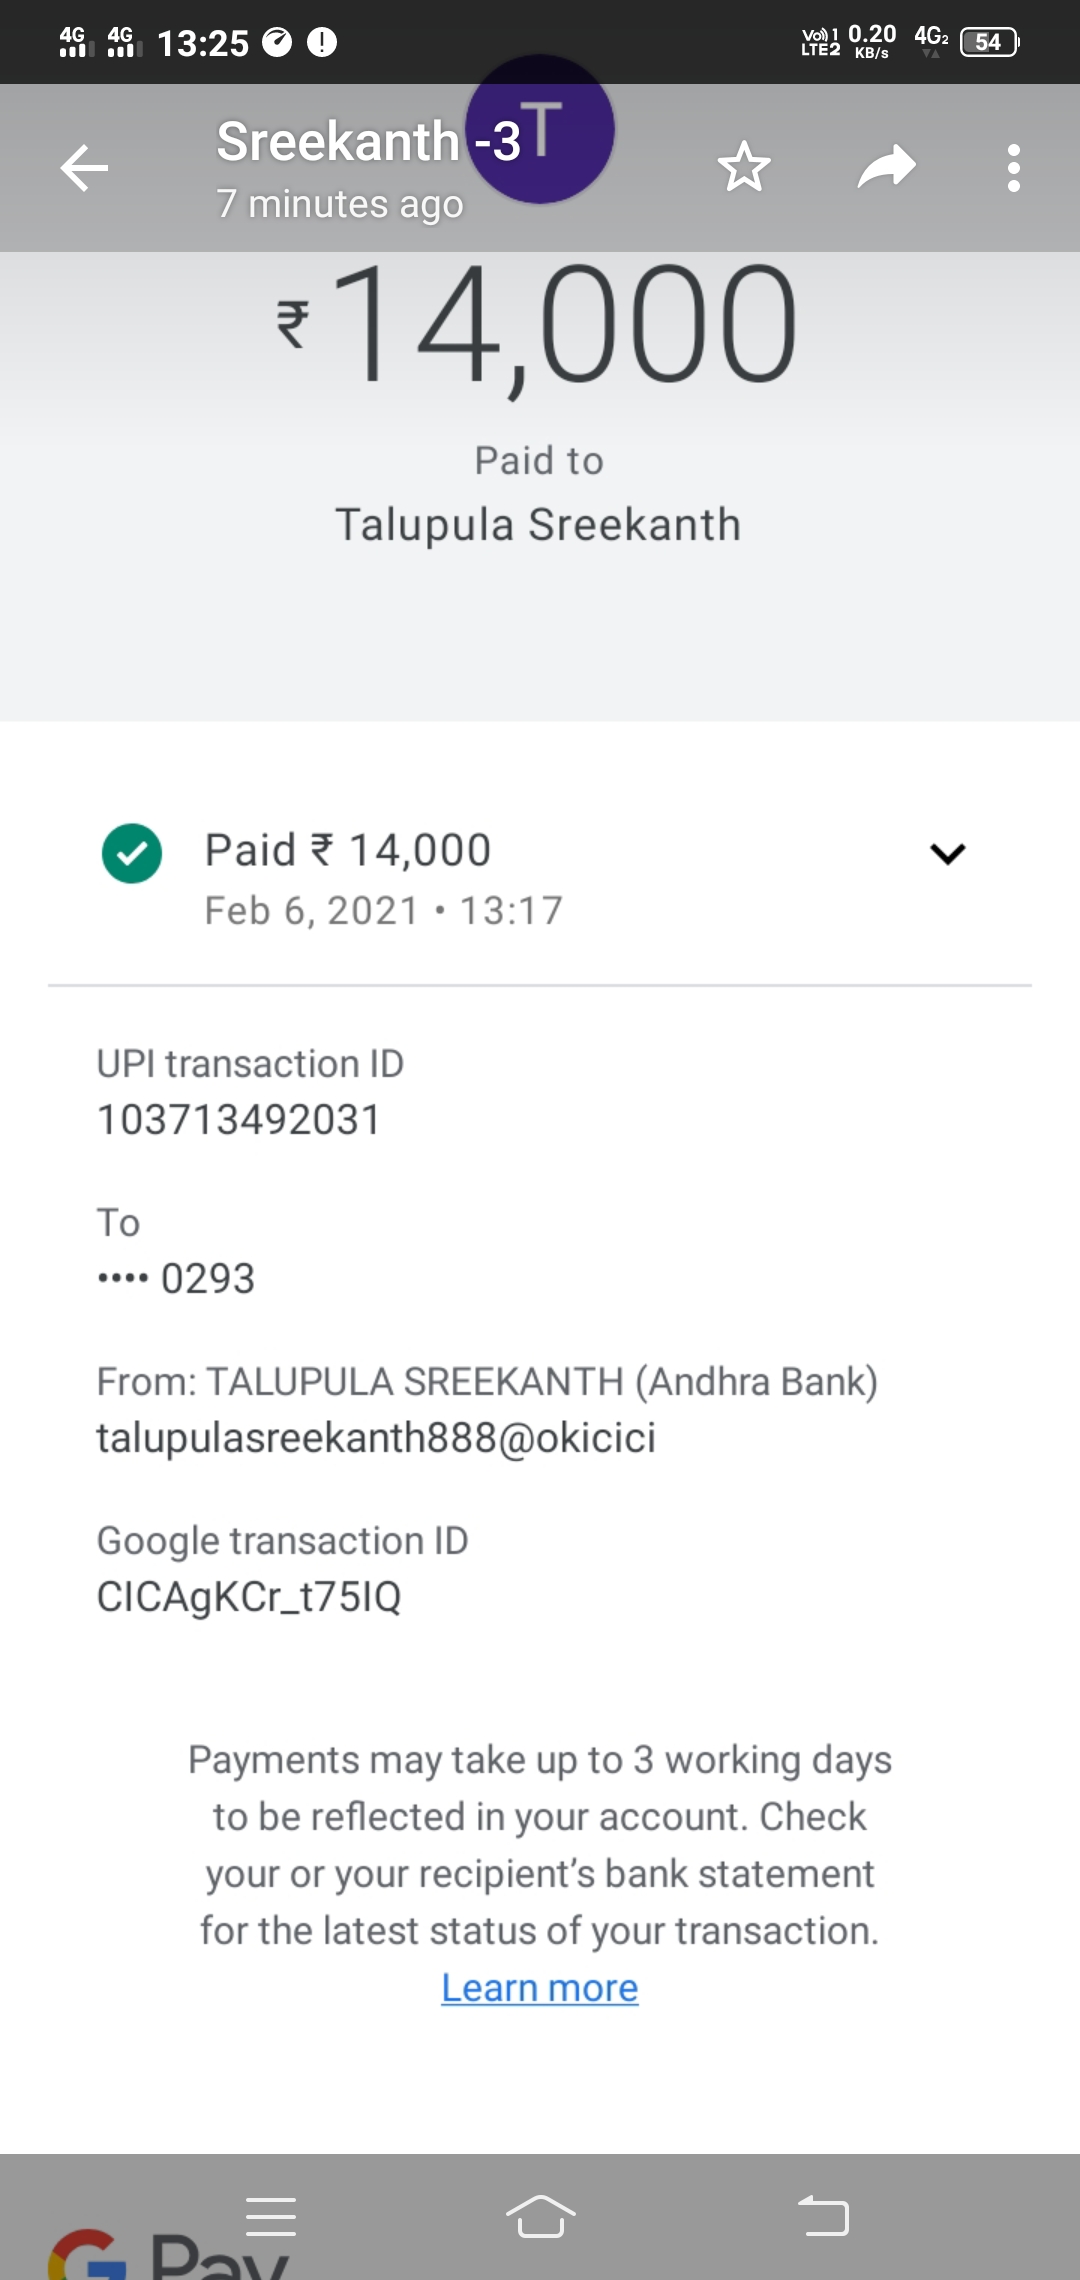 4G 4G 13:25 Vo) 1 LTE2 0.20 KB/s 4G2 54
Sreekanth -3 T
7 minutes ago
₹14,000
Paid to
Talupula Sreekanth
Paid ₹ 14,000
Feb 6, 2021 • 13:17
UPI transaction ID
103713492031
To
•••• 0293
From: TALUPULA SREEKANTH (Andhra Bank)
talupulasreekanth888@okicici
Google transaction ID
CICAgKCr_t75IQ
Payments may take up to 3 working days
to be reflected in your account. Check
your or your recipient’s bank statement
for the latest status of your transaction.
Learn more
G Pay